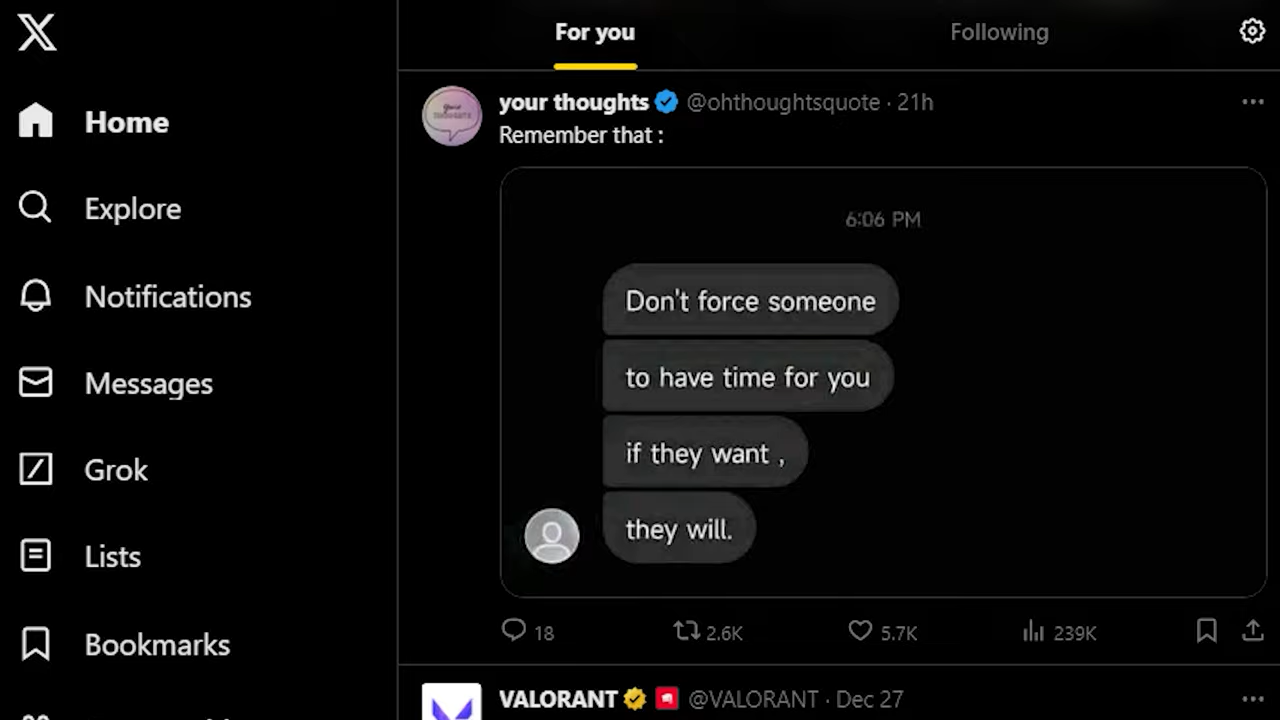 For you
Following
Home
Explore
Notifications
Messages
Grok
Lists
Bookmarks
your thoughts @ohthoughtsquote · 21h
Remember that :
6:06 PM
Don't force someone
to have time for you
if they want ,
they will.
18
2.6K
5.7K
239K
VALORANT @VALORANT · Dec 27